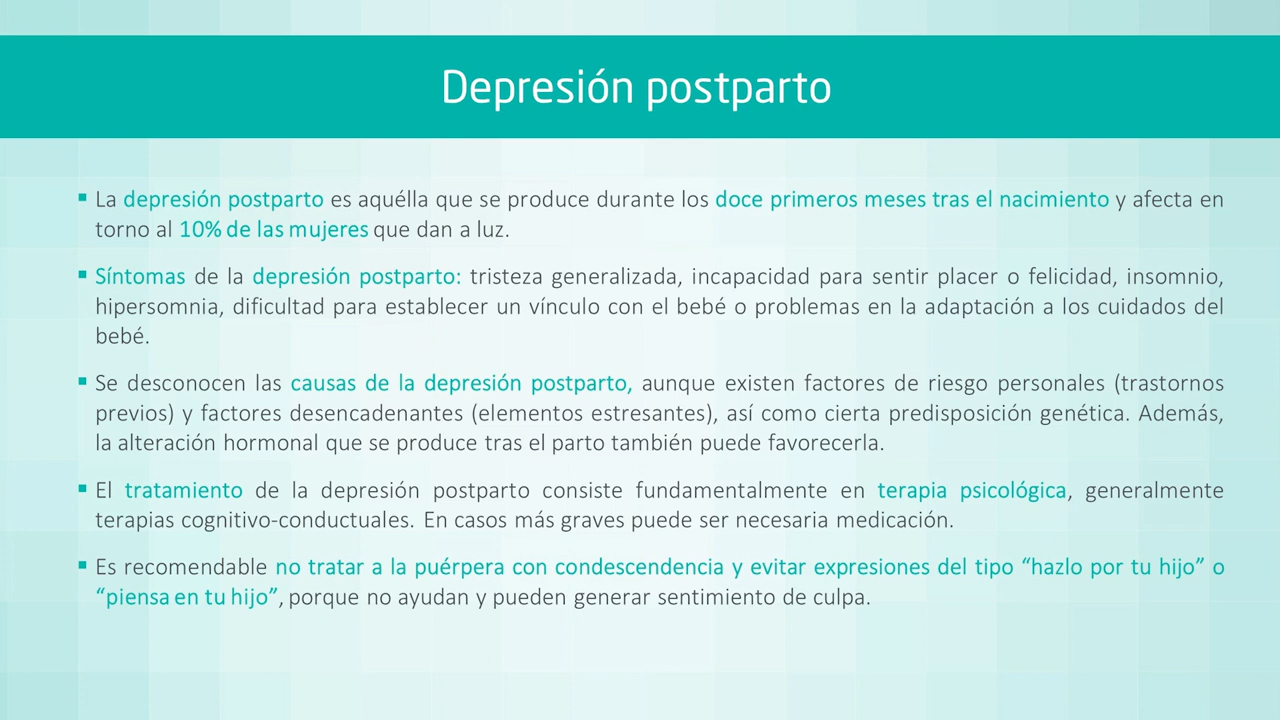 Depresión postparto
▪ La depresión postparto es aquélla que se produce durante los doce primeros meses tras el nacimiento y afecta en
torno al 10% de las mujeres que dan a luz.
▪ Síntomas de la depresión postparto: tristeza generalizada, incapacidad para sentir placer o felicidad, insomnio,
hipersomnia, dificultad para establecer un vínculo con el bebé o problemas en la adaptación a los cuidados del
bebé.
▪ Se desconocen las causas de la depresión postparto, aunque existen factores de riesgo personales (trastornos
previos) y factores desencadenantes (elementos estresantes), así como cierta predisposición genética. Además,
la alteración hormonal que se produce tras el parto también puede favorecerla.
▪ El tratamiento de la depresión postparto consiste fundamentalmente en terapia psicológica, generalmente
terapias cognitivo-conductuales. En casos más graves puede ser necesaria medicación.
▪ Es recomendable no tratar a la puérpera con condescendencia y evitar expresiones del tipo “hazlo por tu hijo” o
“piensa en tu hijo”, porque no ayudan y pueden generar sentimiento de culpa.